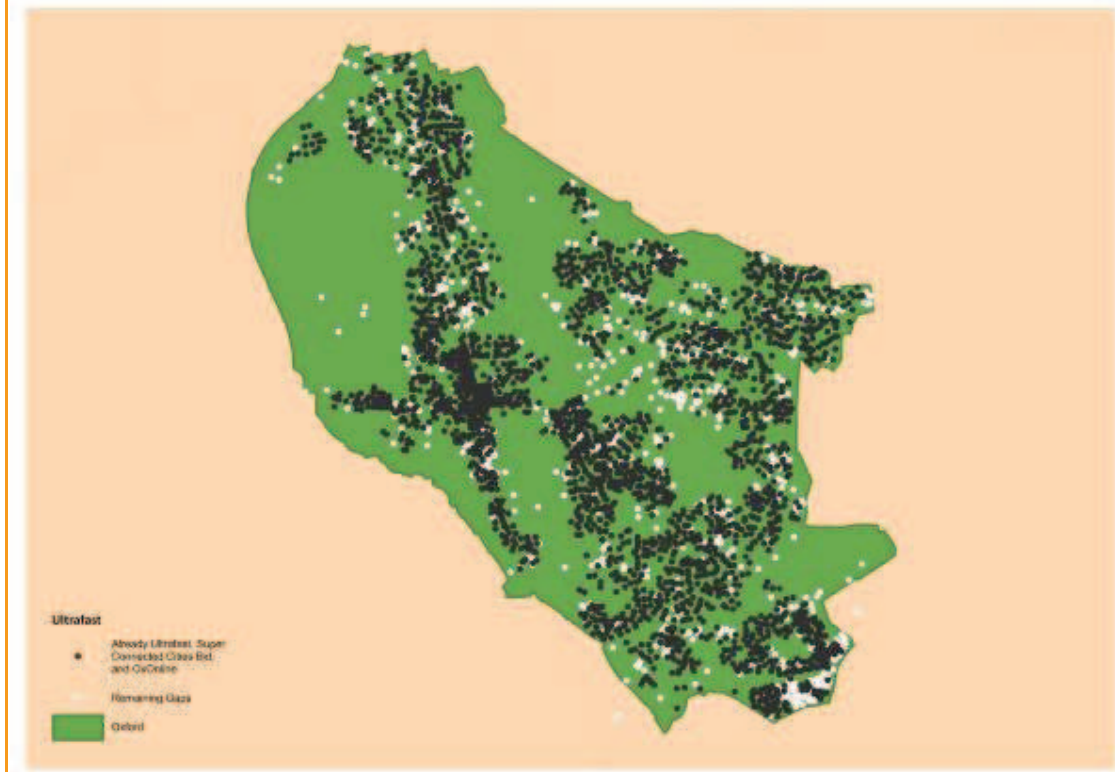 Ultrafast
Already Ultrafast, Super
Connected Cities Bid,
and OxOnline
Remaining Gaps
Oxford